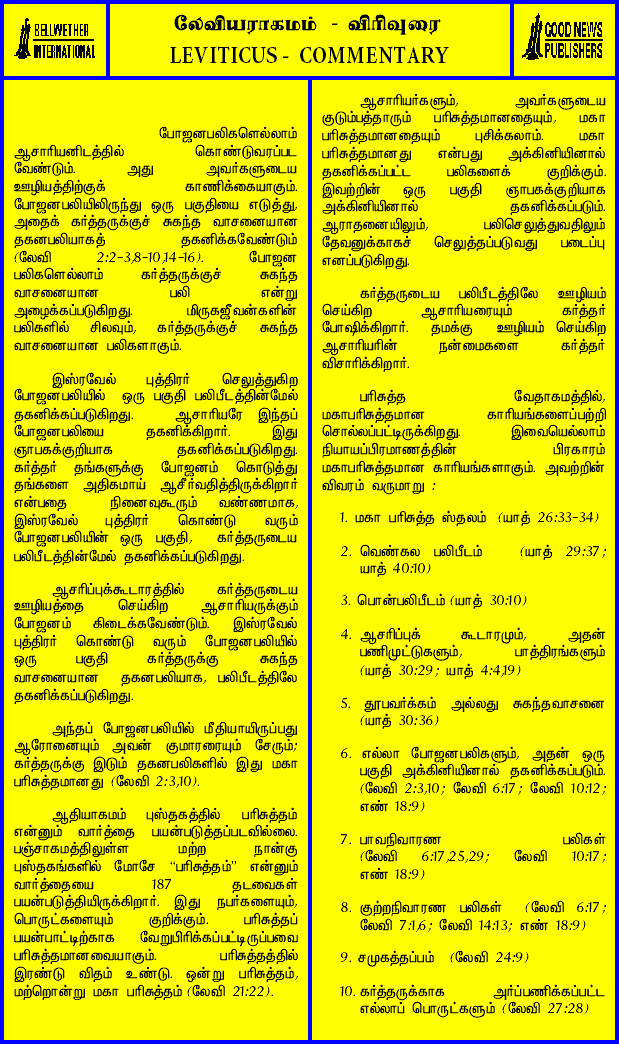 BELLWETHER
INTERNATIONAL
லேவியராகமம் - விரிவுரை
LEVITICUS - COMMENTARY
GOOD NEWS
PUBLISHERS
போஜனபலிகளெல்லாம்
ஆசாரியனிடத்தில் கொண்டுவரப்பட
வேண்டும். அது அவர்களுடைய
ஊழியத்திற்குக் காணிக்கையாகும்.
போஜனபலியிலிருந்து ஒரு பகுதியை எடுத்து,
அதைக் கர்த்தருக்குச் சுகந்த வாசனையான
தகனபலியாகத் தகனிக்கவேண்டும்
(லேவி 2:2-3,8-10,14-16). போஜன
பலிகளெல்லாம் கர்த்தருக்குச் சுகந்த
வாசனையான பலி என்று
அழைக்கப்படுகிறது. மிருகஜீவன்களின்
பலிகளில் சிலவும், கர்த்தருக்குச் சுகந்த
வாசனையான பலிகளாகும்.
இஸ்ரவேல் புத்திரர் செலுத்துகிற
போஜனபலியில் ஒரு பகுதி பலிபீடத்தின்மேல்
தகனிக்கப்படுகிறது. ஆசாரியரே இந்தப்
போஜனபலியை தகனிக்கிறார். இது
ஞாபகக்குறியாக தகனிக்கப்படுகிறது.
கர்த்தர் தங்களுக்கு போஜனம் கொடுத்து
தங்களை அதிகமாய் ஆசீர்வதித்திருக்கிறார்
என்பதை நினைவுகூரும் வண்ணமாக,
இஸ்ரவேல் புத்திரர் கொண்டு வரும்
போஜனபலியின் ஒரு பகுதி, கர்த்தருடைய
பலிபீடத்தின்மேல் தகனிக்கப்படுகிறது.
ஆசரிப்புக்கூடாரத்தில் கர்த்தருடைய
ஊழியத்தை செய்கிற ஆசாரியருக்கும்
போஜனம் கிடைக்கவேண்டும். இஸ்ரவேல்
புத்திரர் கொண்டு வரும் போஜனபலியில்
ஒரு பகுதி கர்த்தருக்கு சுகந்த
வாசனையான தகனபலியாக, பலிபீடத்திலே
தகனிக்கப்படுகிறது.
அந்தப் போஜனபலியில் மீதியாயிருப்பது
ஆரோனையும் அவன் குமாரரையும் சேரும்;
கர்த்தருக்கு இடும் தகனபலிகளில் இது மகா
பரிசுத்தமானது (லேவி 2:3,10).
ஆதியாகமம் புஸ்தகத்தில் பரிசுத்தம்
என்னும் வார்த்தை பயன்படுத்தப்படவில்லை.
பஞ்சாகமத்திலுள்ள மற்ற நான்கு
புஸ்தகங்களில் மோசே “பரிசுத்தம்” என்னும்
வார்த்தையை 187 தடவைகள்
பயன்படுத்தியிருக்கிறார். இது நபர்களையும்,
பொருட்களையும் குறிக்கும். பரிசுத்தப்
பயன்பாட்டிற்காக வேறுபிரிக்கப்பட்டிருப்பவை
பரிசுத்தமானவையாகும். பரிசுத்தத்தில்
இரண்டு விதம் உண்டு. ஒன்று பரிசுத்தம்,
மற்றொன்று மகா பரிசுத்தம் (லேவி 21:22).
ஆசாரியர்களும், அவர்களுடைய
குடும்பத்தாரும் பரிசுத்தமானதையும், மகா
பரிசுத்தமானதையும் புசிக்கலாம். மகா
பரிசுத்தமானது என்பது அக்கினியினால்
தகனிக்கப்பட்ட பலிகளைக் குறிக்கும்.
இவற்றின் ஒரு பகுதி ஞாபகக்குறியாக
அக்கினியினால் தகனிக்கப்படும்.
ஆராதனையிலும், பலிசெலுத்துவதிலும்
தேவனுக்காகச் செலுத்தப்படுவது படைப்பு
எனப்படுகிறது.
கர்த்தருடைய பலிபீடத்திலே ஊழியம்
செய்கிற ஆசாரியரையும் கர்த்தர்
போஷிக்கிறார். தமக்கு ஊழியம் செய்கிற
ஆசாரியரின் நன்மைகளை கர்த்தர்
விசாரிக்கிறார்.
பரிசுத்த வேதாகமத்தில்,
மகாபரிசுத்தமான காரியங்களைப்பற்றி
சொல்லப்பட்டிருக்கிறது. இவையெல்லாம்
நியாயப்பிரமாணத்தின் பிரகாரம்
மகாபரிசுத்தமான காரியங்களாகும். அவற்றின்
விவரம் வருமாறு :
1. மகா பரிசுத்த ஸ்தலம் (யாத் 26:33-34)
2. வெண்கல பலிபீடம் (யாத் 29:37;
யாத் 40:10)
3. பொன்பலிபீடம் (யாத் 30:10)
4. ஆசரிப்புக் கூடாரமும், அதன்
பணிமுட்டுகளும், பாத்திரங்களும்
(யாத் 30:29; யாத் 4:4,19)
5. தூபவர்க்கம் அல்லது சுகந்தவாசனை
(யாத் 30:36)
6. எல்லா போஜனபலிகளும், அதன் ஒரு
பகுதி அக்கினியினால் தகனிக்கப்படும்.
(லேவி 2:3,10; லேவி 6:17; லேவி 10:12;
எண் 18:9)
7. பாவநிவாரண பலிகள்
(லேவி 6:17,25,29; லேவி 10:17;
எண் 18:9)
8. குற்றநிவாரண பலிகள் (லேவி 6:17;
லேவி 7:1,6; லேவி 14:13; எண் 18:9)
9. சமுகத்தப்பம் (லேவி 24:9)
10. கர்த்தருக்காக அர்ப்பணிக்கப்பட்ட
எல்லாப் பொருட்களும் (லேவி 27:28)